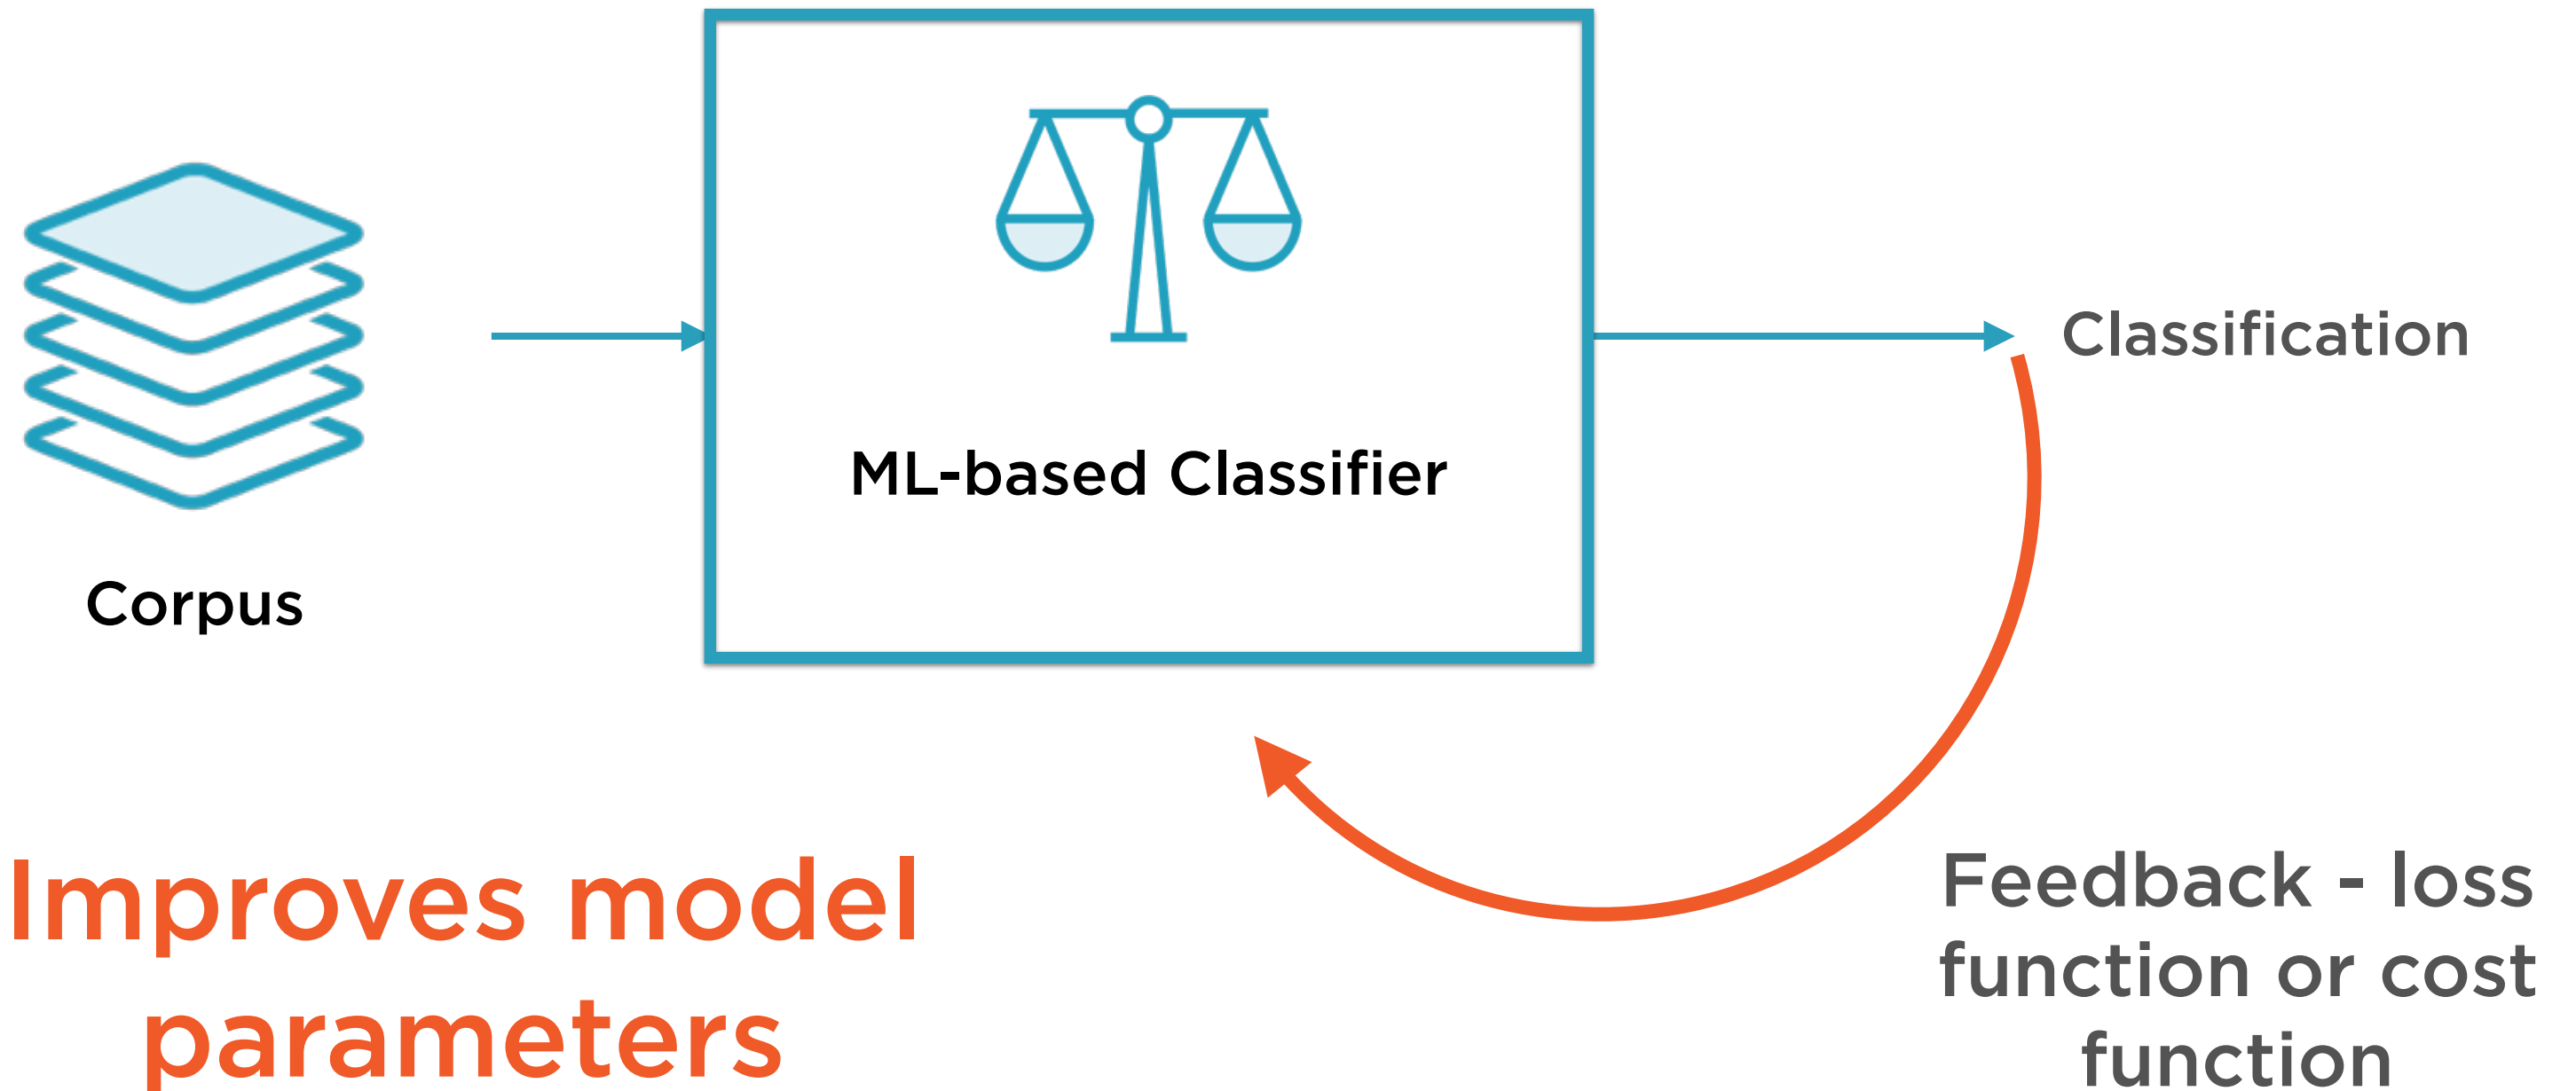 Corpus
ML-based Classifier
Classification
Improves model
parameters
Feedback - loss
function or cost
function